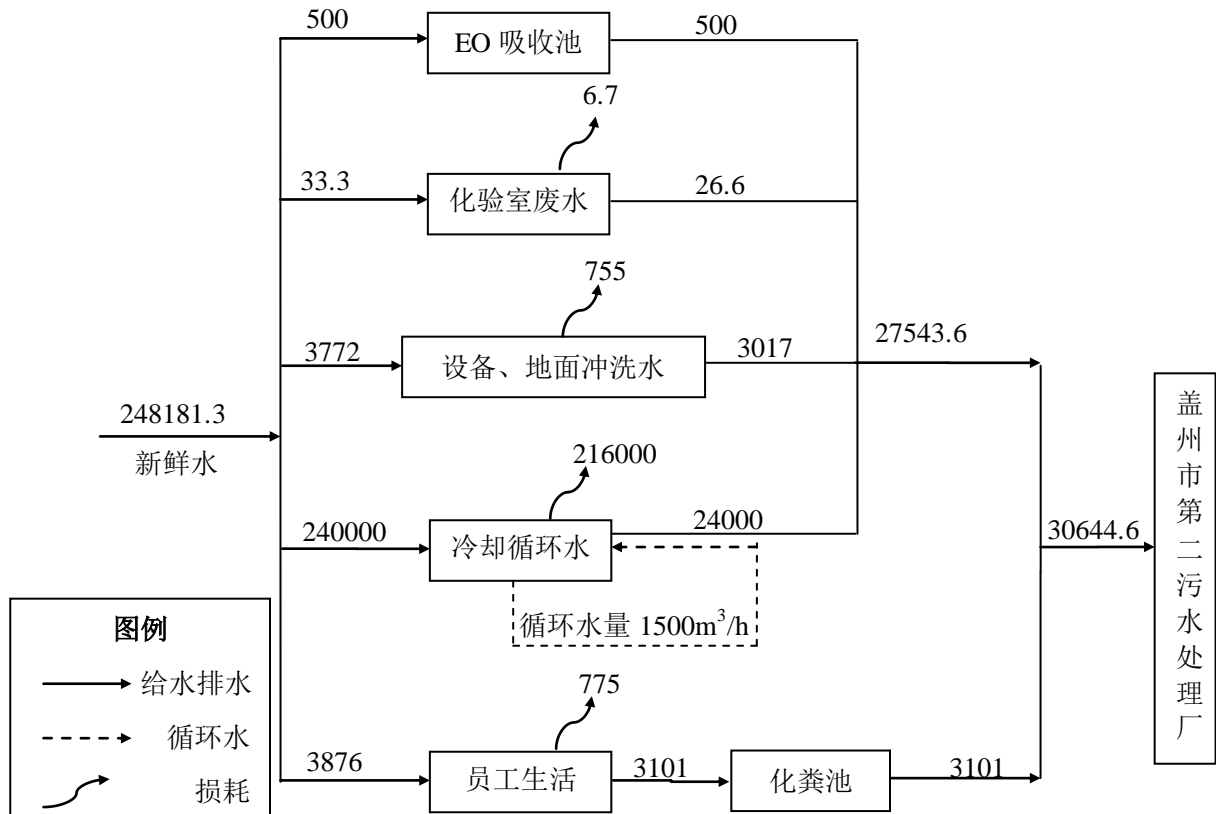 500
EO 吸收池
500
6.7
33.3
化验室废水
26.6
755
3772
设备、地面冲洗水
3017
27543.6
248181.3
新鲜水
216000
240000
冷却循环水
24000
循环水量 1500m³/h
30644.6
盖州市第二污水处理厂
775
3876
员工生活
3101
化粪池
3101
图例
给水排水
循环水
损耗